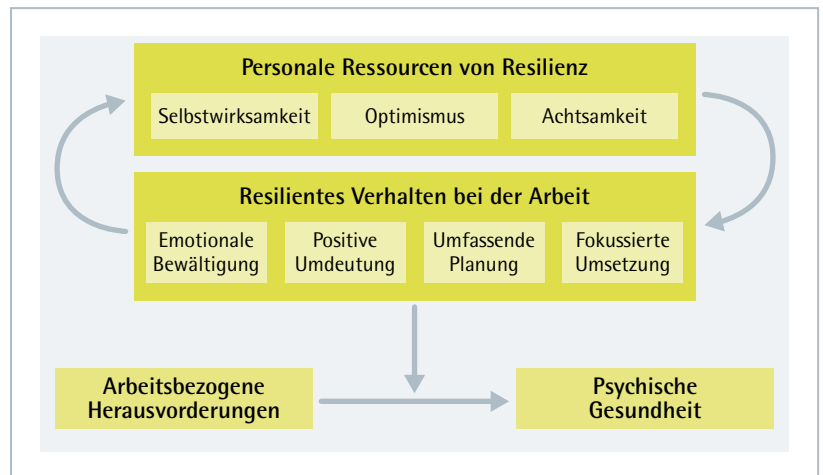 Personale Ressourcen von Resilienz
Selbstwirksamkeit
Optimismus
Achtsamkeit
Resilientes Verhalten bei der Arbeit
Emotionale
Bewältigung
Positive
Umdeutung
Umfassende
Planung
Fokussierte
Umsetzung
Arbeitsbezogene
Herausvorderungen
Psychische
Gesundheit